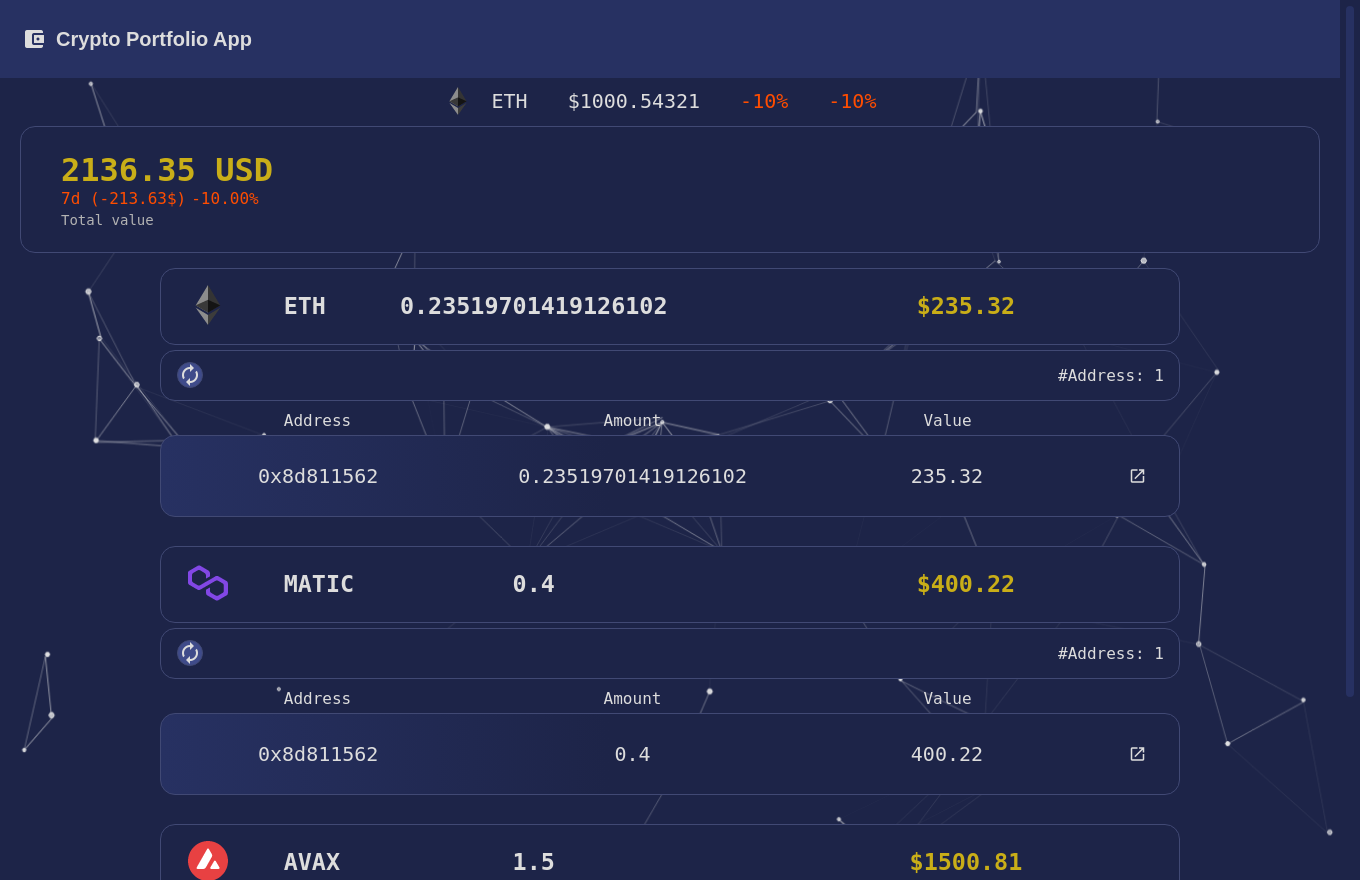 Crypto Portfolio App
ETH $1000.54321 -10% -10%
2136.35 USD
7d (-213.63$) -10.00%
Total value
ETH 0.23519701419126102 $235.32
#Address: 1
Address Amount Value
0x8d811562 0.23519701419126102 235.32
MATIC 0.4 $400.22
#Address: 1
Address Amount Value
0x8d811562 0.4 400.22
AVAX 1.5 $1500.81